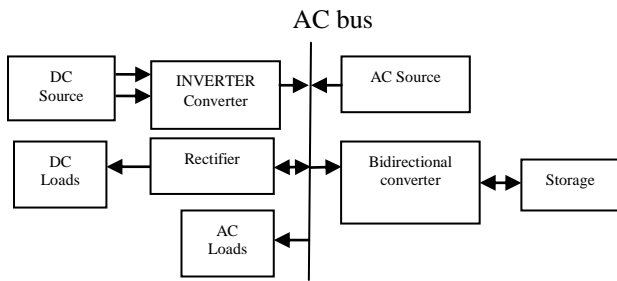 AC bus
DC
Source
INVERTER
Converter
AC Source
DC
Loads
Rectifier
Bidirectional
converter
Storage
AC
Loads